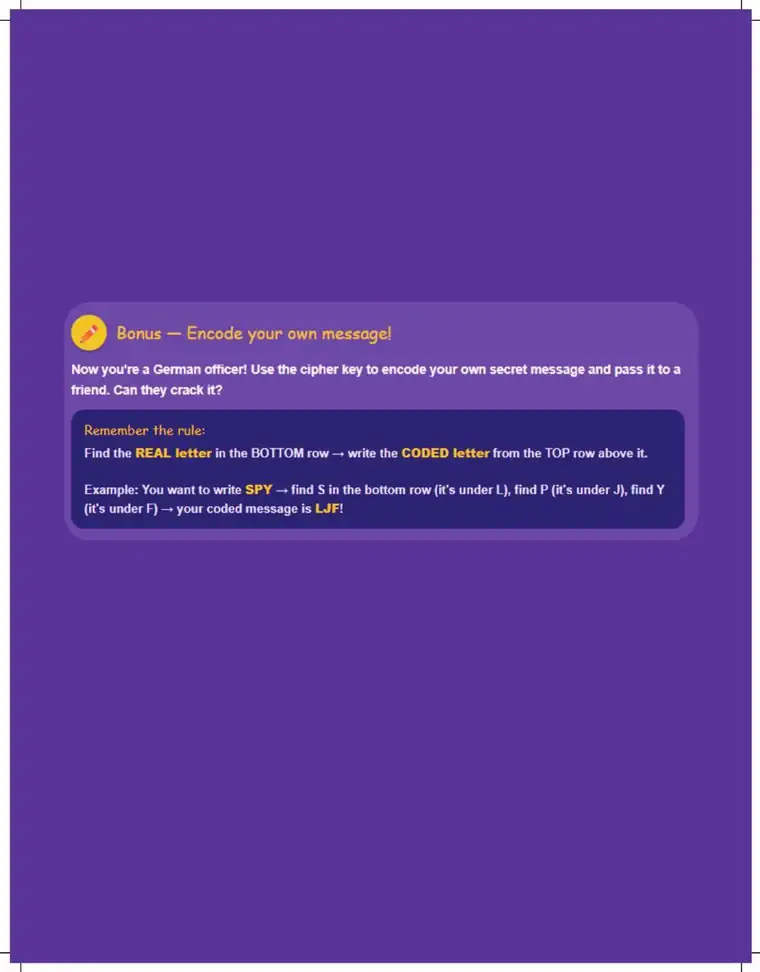 Bonus — Encode your own message!
Now you're a German officer! Use the cipher key to encode your own secret message and pass it to a
friend. Can they crack it?
Remember the rule:
Find the REAL letter in the BOTTOM row → write the CODED letter from the TOP row above it.
Example: You want to write SPY → find S in the bottom row (it's under L), find P (it's under J), find Y
(it's under F) → your coded message is LJF!